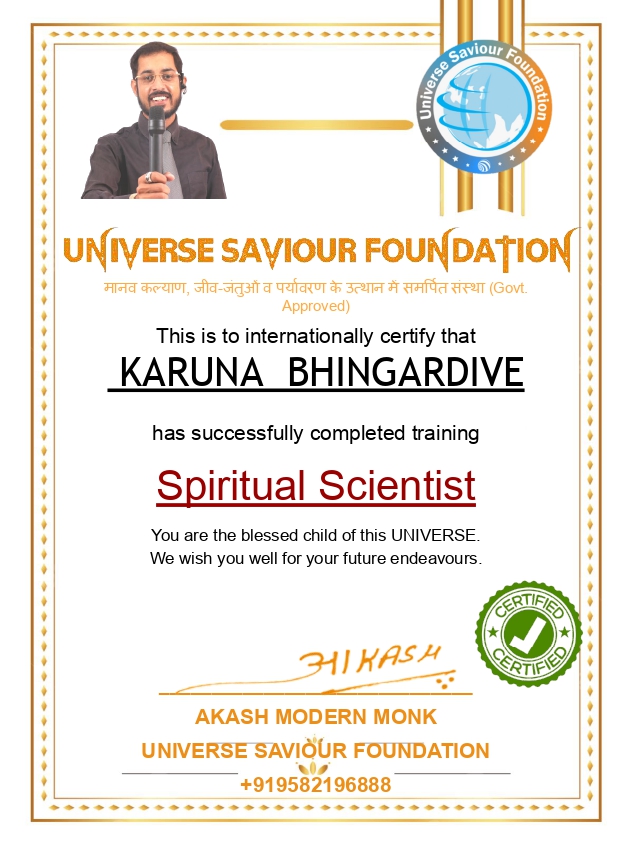 Universe Saviour Foundation
UNIVERSE SAVIOUR FOUNDATION
मानव कल्याण, जीव-जंतुओं व पर्यावरण के उत्थान में समर्पित संस्था (Govt.
Approved)
This is to internationally certify that
KARUNA BHINGARDIVE
has successfully completed training
Spiritual Scientist
You are the blessed child of this UNIVERSE.
We wish you well for your future endeavours.
CERTIFIED
CERTIFIED
आKASH
AKASH MODERN MONK
UNIVERSE SAVIOUR FOUNDATION
+919582196888